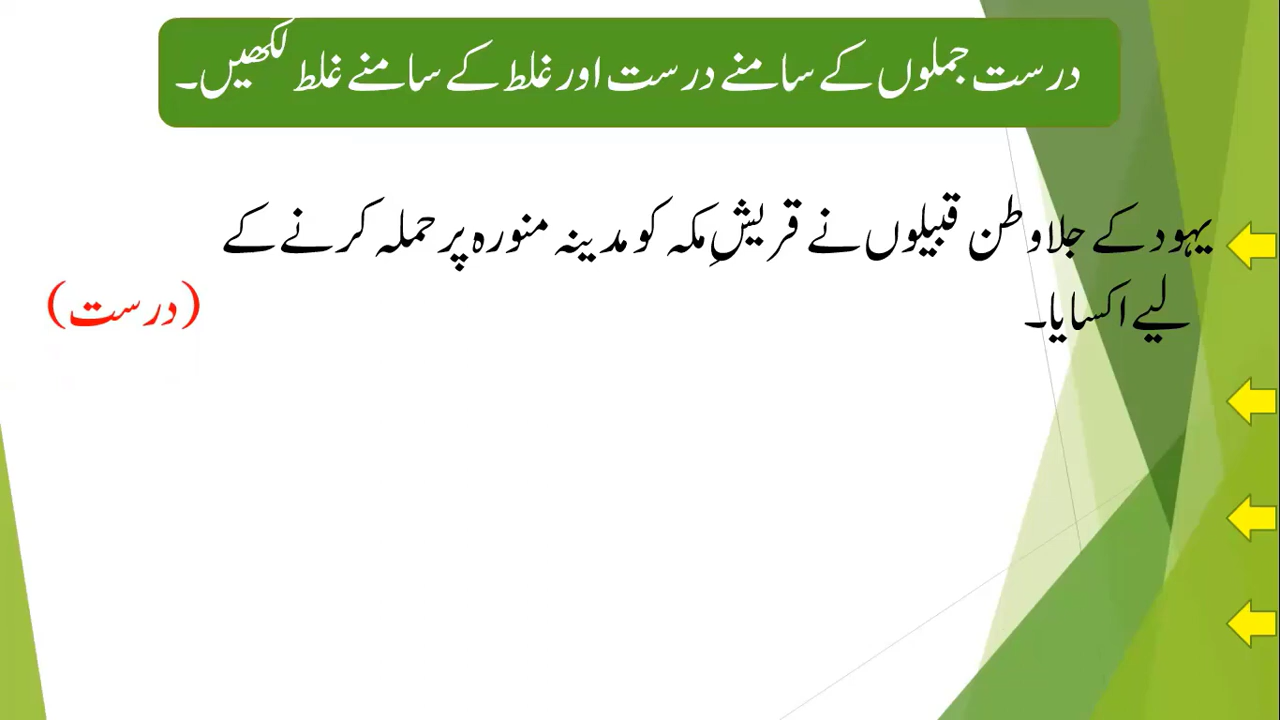 درست جملوں کے سامنے درست اور غلط کے سامنے غلط لکھیں۔
یہود کے جلاوطن قبیلوں نے قریشِ مکہ کو مدینہ منورہ پر حملہ کرنے کے
لیے اکسایا۔ (درست)